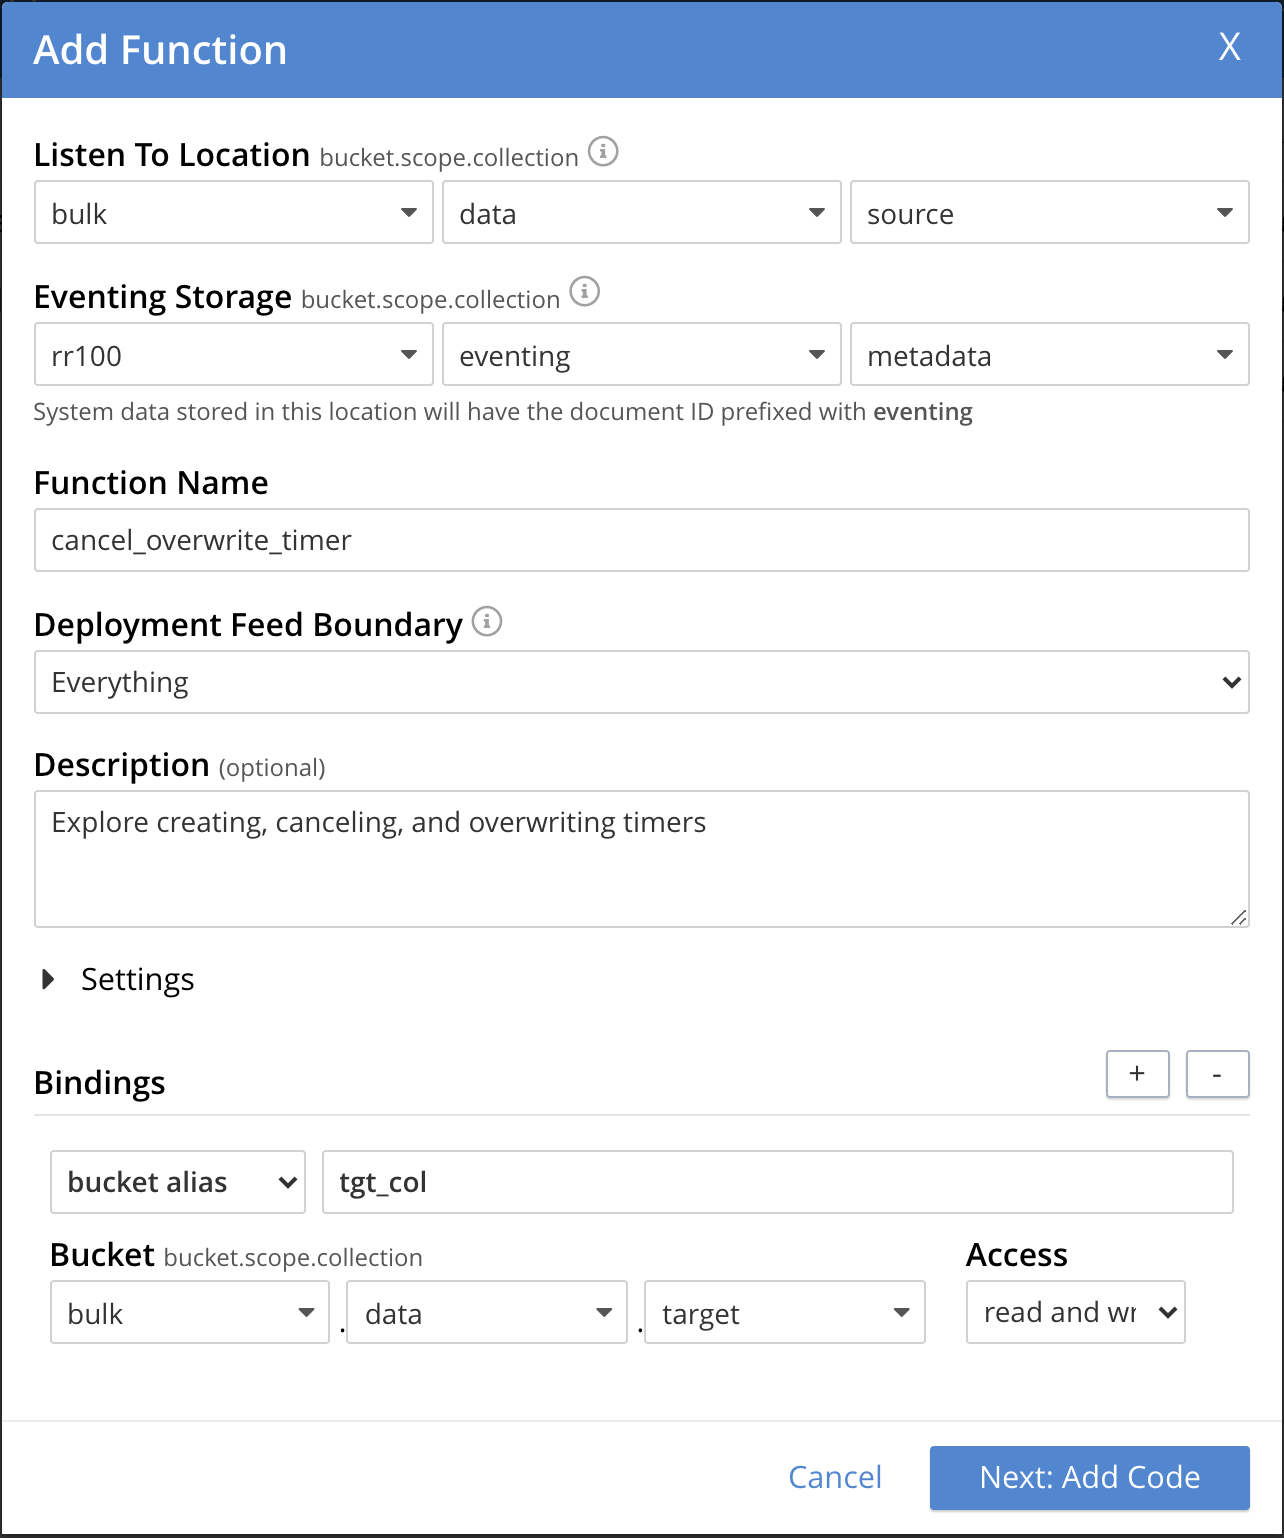 Add Function X
Listen To Location bucket.scope.collection
bulk data source
Eventing Storage bucket.scope.collection
rr100 eventing metadata
System data stored in this location will have the document ID prefixed with eventing
Function Name
cancel_overwrite_timer
Deployment Feed Boundary
Everything
Description (optional)
Explore creating, canceling, and overwriting timers
Settings
Bindings + -
bucket alias tgt_col
Bucket bucket.scope.collection Access
bulk . data . target read and wr
Cancel Next: Add Code